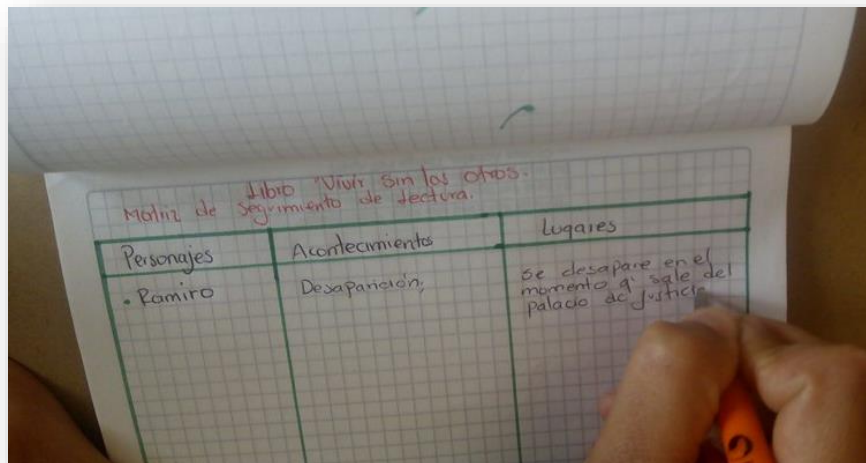 Libro "Vivir sin los otros.
Matriz de seguimiento de lectura.
Personajes
Acontecimientos
Lugares
• Ramiro
Desaparición;
se desapare en el
momento q' sale del
palacio de justicia